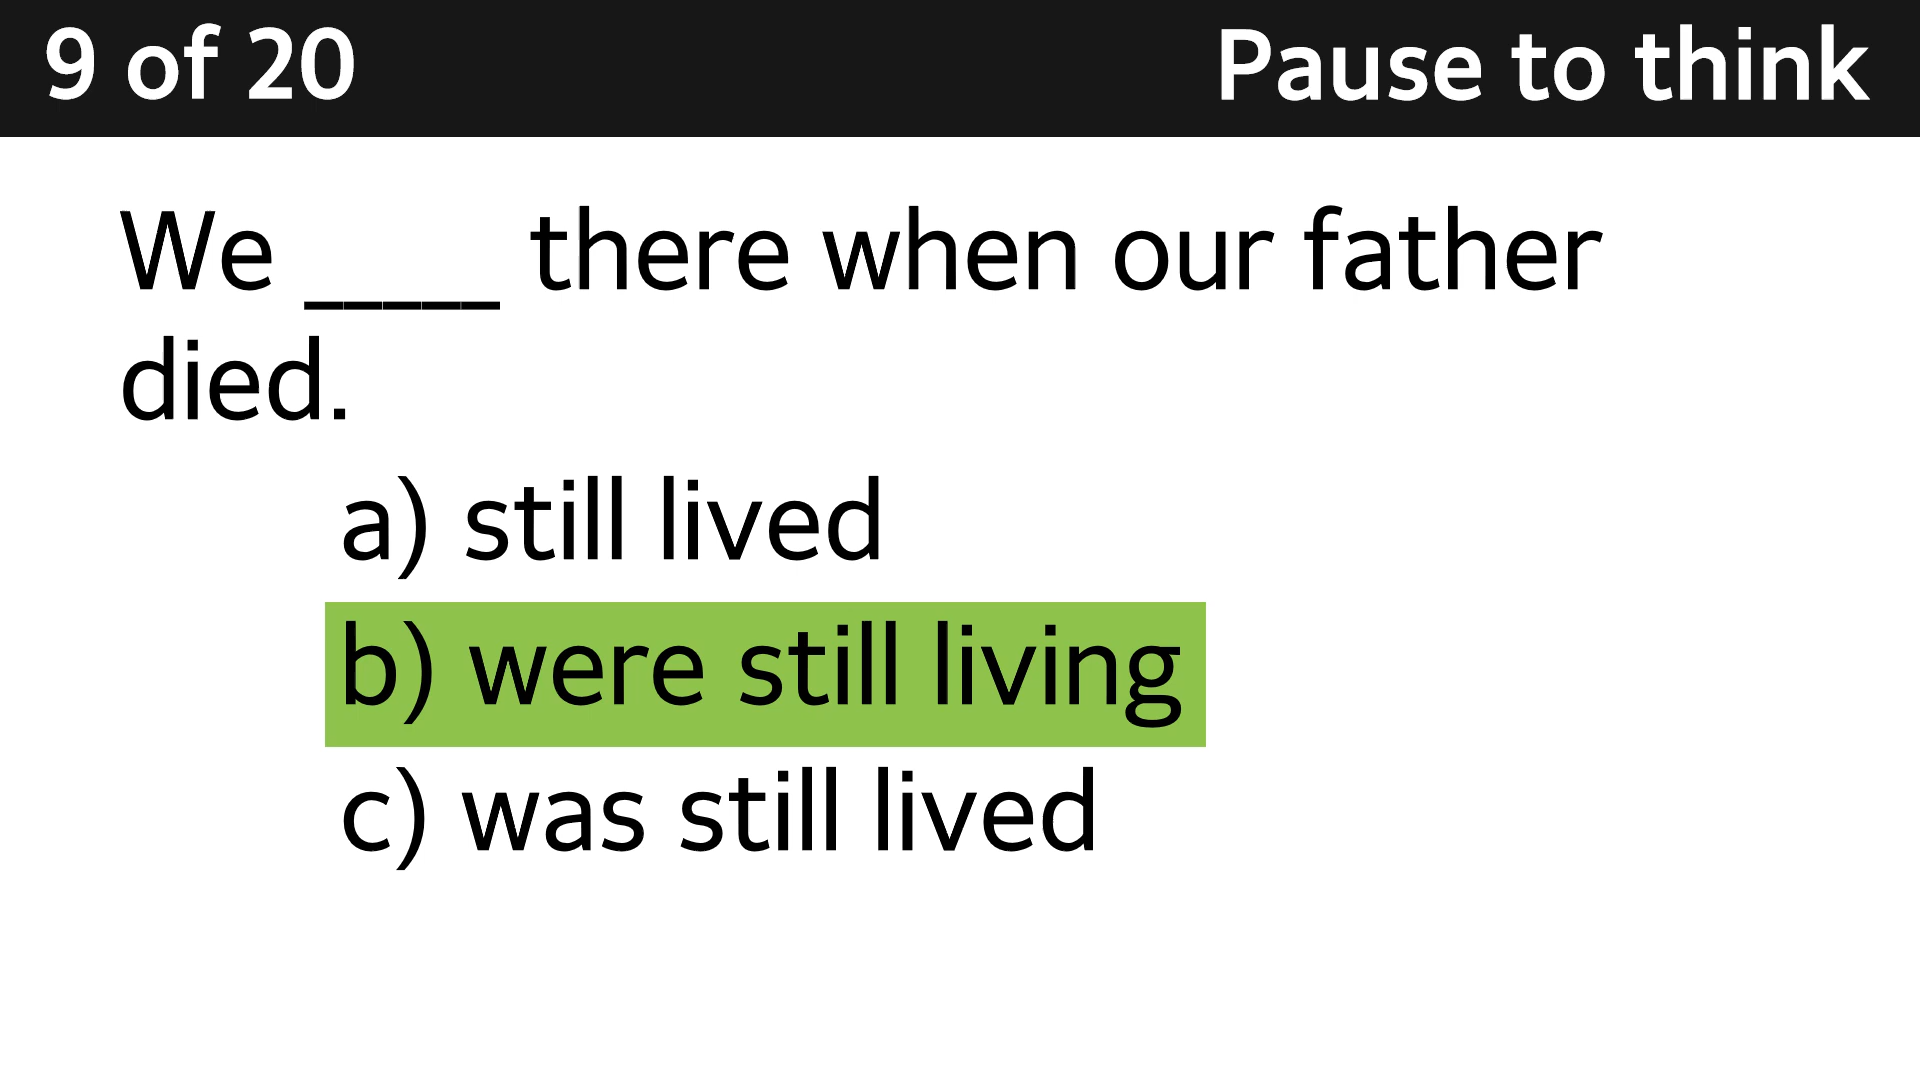 9 of 20
Pause to think
We _____ there when our father
died.
a) still lived
b) were still living
c) was still lived